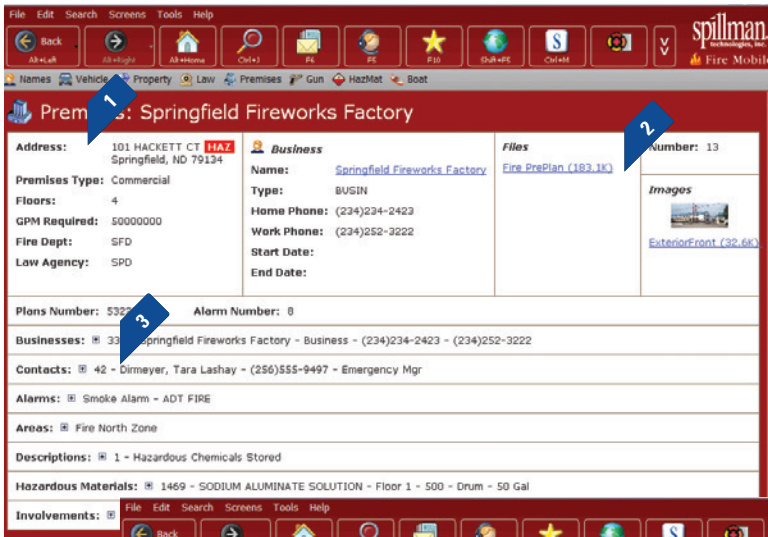 File Edit Search Screens Tools Help
Back
Alt+Left Alt+Right Alt+Home Ctrl+J F4 F5 F10 Shift+F5 Ctrl+M
S
spillman
technologies, inc.
Fire Mobil
Names Vehicle Property Law Premises Gun HazMat Boat
1
Springfield Fireworks Factory
2
Address: 101 HACKETT CT HAZ
Springfield, ND 79134
Premises Type: Commercial
Floors: 4
GPM Required: 50000000
Fire Dept: SFD
Law Agency: SPD
Business
Name: Springfield Fireworks Factory
Type: BUSIN
Home Phone: (234)234-2423
Work Phone: (234)252-3222
Start Date:
End Date:
Files
Fire PrePlan (183.1K)
Number: 13
Images
ExteriorFront (32.6K)
Plans Number: Alarm Number: 8
3
Businesses: Springfield Fireworks Factory - Business - (234)234-2423 - (234)252-3222
Contacts: 42 - Dirmeyer, Tara Lashay - (256)555-9497 - Emergency Mgr
Alarms: Smoke Alarm - ADT FIRE
Areas: Fire North Zone
Descriptions: 1 - Hazardous Chemicals Stored
Hazardous Materials: 1469 - SODIUM ALUMINATE SOLUTION - Floor 1 - 500 - Drum - 50 Gal
Involvements:
File Edit Search Screens Tools Help
Back
S